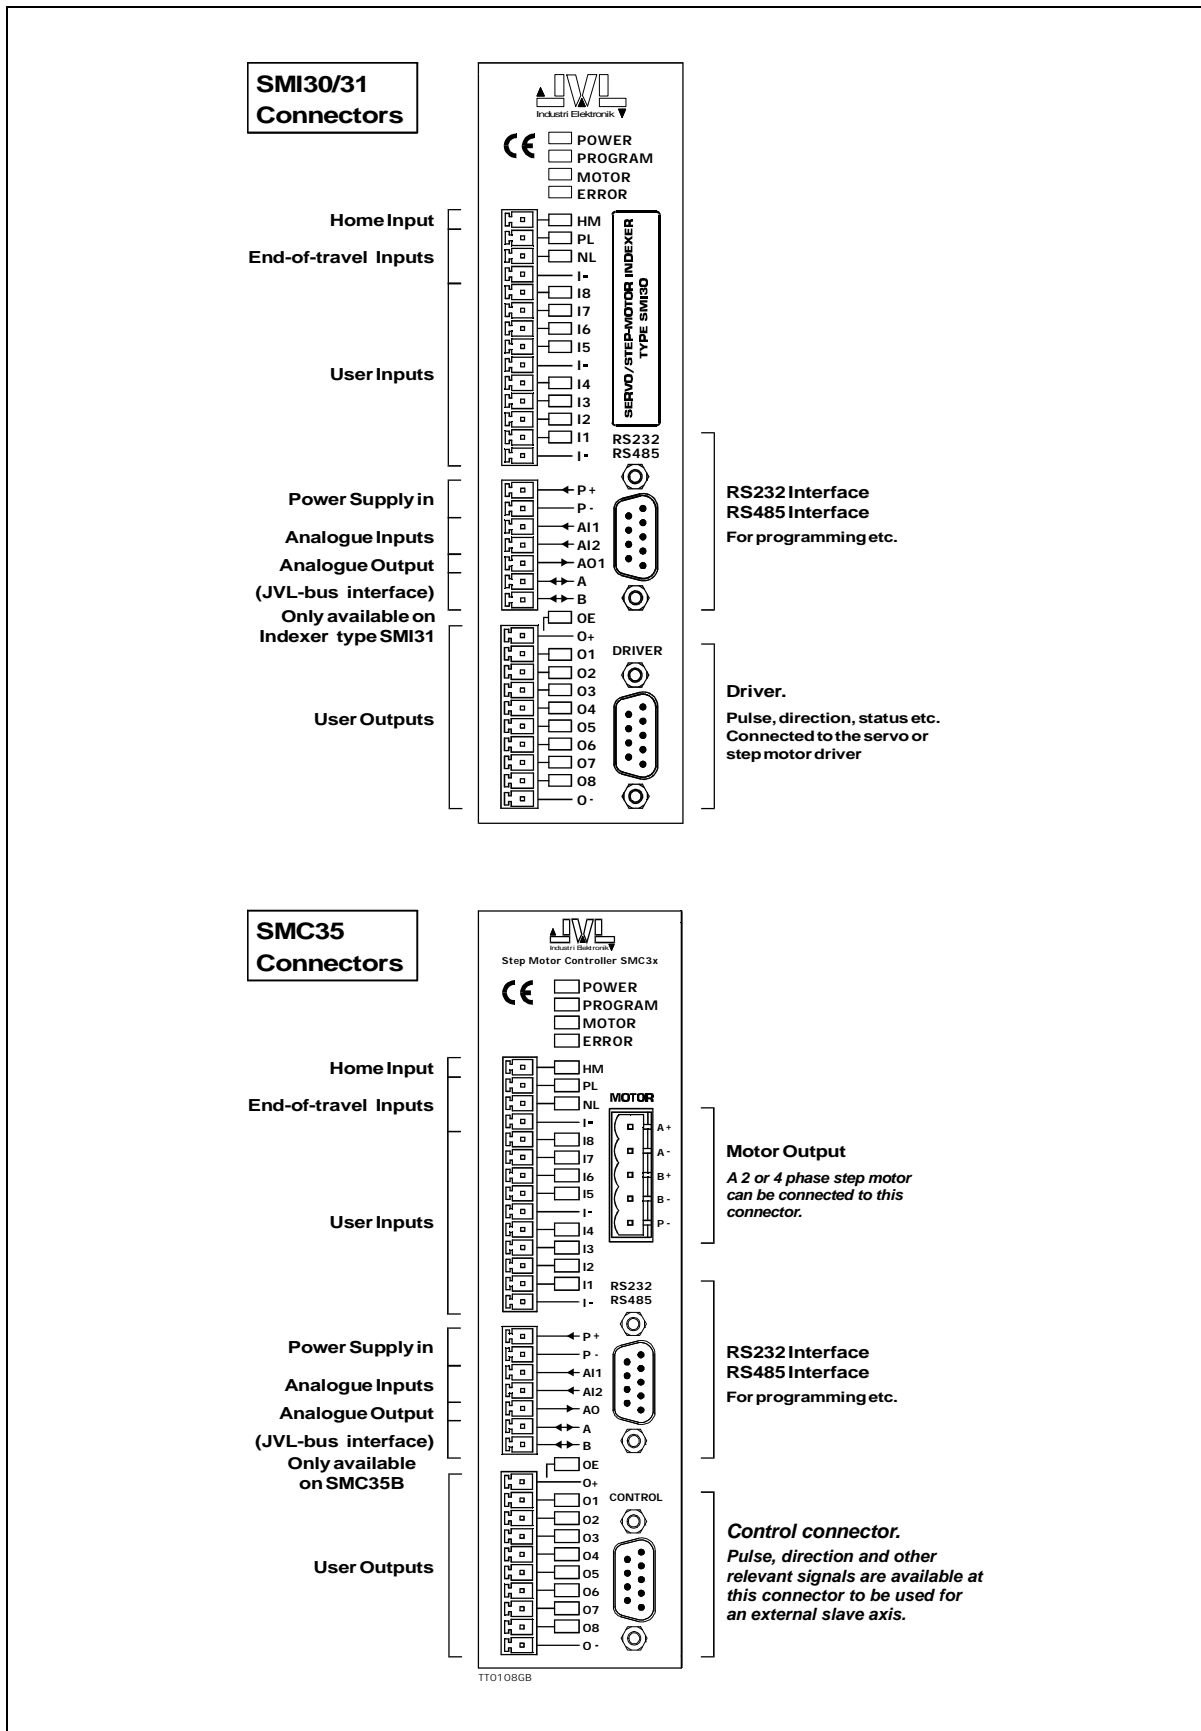 SMI30/31
Connectors
JVL
Industri Elektronik
CE
POWER
PROGRAM
MOTOR
ERROR
Home Input
End-of-travel Inputs
User Inputs
Power Supply in
Analogue Inputs
Analogue Output
(JVL-bus interface)
Only available on
Indexer type SMI31
User Outputs
HM
PL
NL
I-
I8
I7
I6
I5
I-
I4
I3
I2
I1
I-
P+
P-
AI1
AI2
AO1
A
B
OE
O+
O1
O2
O3
O4
O5
O6
O7
O8
O-
SERVO/STEP-MOTOR INDEXER
TYPE SMI30
RS232
RS485
DRIVER
RS232 Interface
RS485 Interface
For programming etc.
Driver.
Pulse, direction, status etc.
Connected to the servo or
step motor driver
SMC35
Connectors
JVL
Industri Elektronik
Step Motor Controller SMC3x
CE
POWER
PROGRAM
MOTOR
ERROR
Home Input
End-of-travel Inputs
User Inputs
Power Supply in
Analogue Inputs
Analogue Output
(JVL-bus interface)
Only available
on SMC35B
User Outputs
HM
PL
NL
I-
I8
I7
I6
I5
I-
I4
I3
I2
I1
I-
P+
P-
AI1
AI2
AO
A
B
OE
O+
O1
O2
O3
O4
O5
O6
O7
O8
O-
MOTOR
A+
A-
B+
B-
P-
RS232
RS485
CONTROL
Motor Output
A 2 or 4 phase step motor
can be connected to this
connector.
RS232 Interface
RS485 Interface
For programming etc.
Control connector.
Pulse, direction and other
relevant signals are available at
this connector to be used for
an external slave axis.
TT0108GB